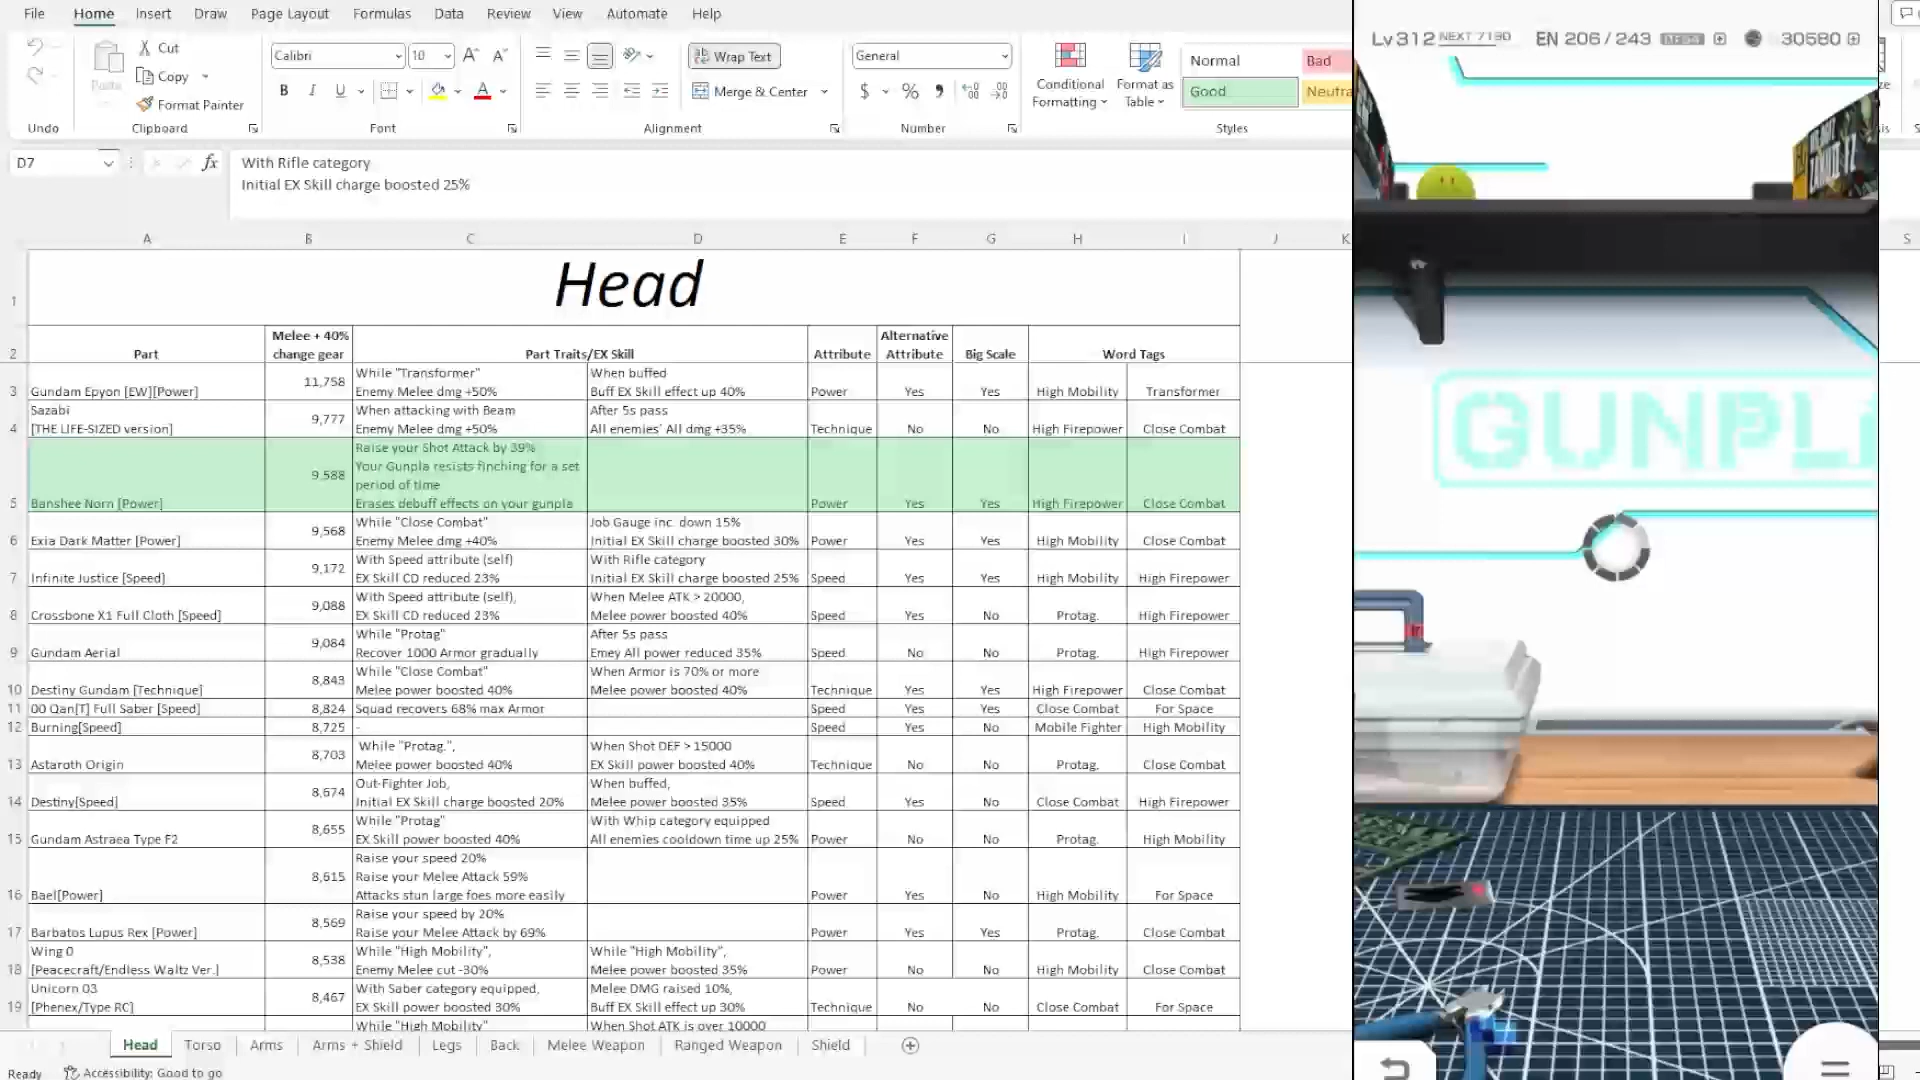 File Home Insert Draw Page Layout Formulas Data Review View Automate Help
Cut
Copy
Format Painter
Paste
Calibri 10
Wrap Text
Merge & Center
General
Conditional Formatting
Format as Table
Normal Bad
Good Neutra
Undo Clipboard Font Alignment Number Styles
D7 fx With Rifle category
Initial EX Skill charge boosted 25%
A B C D E F G H I J K S
1 Head
2 Part Melee + 40% change gear Part Traits/EX Skill Attribute Alternative Attribute Big Scale Word Tags
3 Gundam Epyon [EW][Power] 11,758 While "Transformer" Enemy Melee dmg +50% When buffed Buff EX Skill effect up 40% Power Yes Yes High Mobility Transformer
4 Sazabi [THE LIFE-SIZED version] 9,777 When attacking with Beam Enemy Melee dmg +50% After 5s pass All enemies' All dmg +35% Technique No No High Firepower Close Combat
5 Banshee Norn [Power] 9,588 Raise your Shot Attack by 39% Your Gunpla resists flnching for a set period of time Erases debuff effects on your gunpla Power Yes Yes High Firepower Close Combat
6 Exia Dark Matter [Power] 9,568 While "Close Combat" Enemy Melee dmg +40% Job Gauge inc. down 15% Initial EX Skill charge boosted 30% Power Yes Yes High Mobility Close Combat
7 Infinite Justice [Speed] 9,172 With Speed attribute (self) EX Skill CD reduced 23% With Rifle category Initial EX Skill charge boosted 25% Speed Yes Yes High Mobility High Firepower
8 Crossbone X1 Full Cloth [Speed] 9,088 With Speed attribute (self), EX Skill CD reduced 23% When Melee ATK > 20000, Melee power boosted 40% Speed Yes No Protag. High Firepower
9 Gundam Aerial 9,084 While "Protag" Recover 1000 Armor gradually After 5s pass Emey All power reduced 35% Speed No No Protag. High Firepower
10 Destiny Gundam [Technique] 8,843 While "Close Combat" Melee power boosted 40% When Armor is 70% or more Melee power boosted 40% Technique Yes Yes High Firepower Close Combat
11 00 Qan[T] Full Saber [Speed] 8,824 Squad recovers 68% max Armor Speed Yes Yes Close Combat For Space
12 Burning[Speed] 8,725 - Speed Yes No Mobile Fighter High Mobility
13 Astaroth Origin 8,703 While "Protag.", Melee power boosted 40% When Shot DEF > 15000 EX Skill power boosted 40% Technique No No Protag. Close Combat
14 Destiny[Speed] 8,674 Out-Fighter Job, Initial EX Skill charge boosted 20% When buffed, Melee power boosted 35% Speed Yes No Close Combat High Firepower
15 Gundam Astraea Type F2 8,655 While "Protag" EX Skill power boosted 40% With Whip category equipped All enemies cooldown time up 25% Power No No Protag. High Mobility
16 Bael[Power] 8,615 Raise your speed 20% Raise your Melee Attack 59% Attacks stun large foes more easily Power Yes No High Mobility For Space
17 Barbatos Lupus Rex [Power] 8,569 Raise your speed by 20% Raise your Melee Attack by 69% Power Yes Yes Protag. Close Combat
18 Wing 0 [Peacecraft/Endless Waltz Ver.] 8,538 While "High Mobility", Enemy Melee cut -30% While "High Mobility", Melee power boosted 35% Power No No High Mobility Close Combat
19 Unicorn 03 [Phenex/Type RC] 8,467 With Saber category equipped, EX Skill power boosted 30% Melee DMG raised 10%, Buff EX Skill effect up 30% Technique No No Close Combat For Space
While "High Mobility" When Shot ATK is over 10000
Head Torso Arms Arms + Shield Legs Back Melee Weapon Ranged Weapon Shield
Ready Accessibility: Good to go
Lv312 NEXT 7190 EN 206/243 30580
GUNPLA